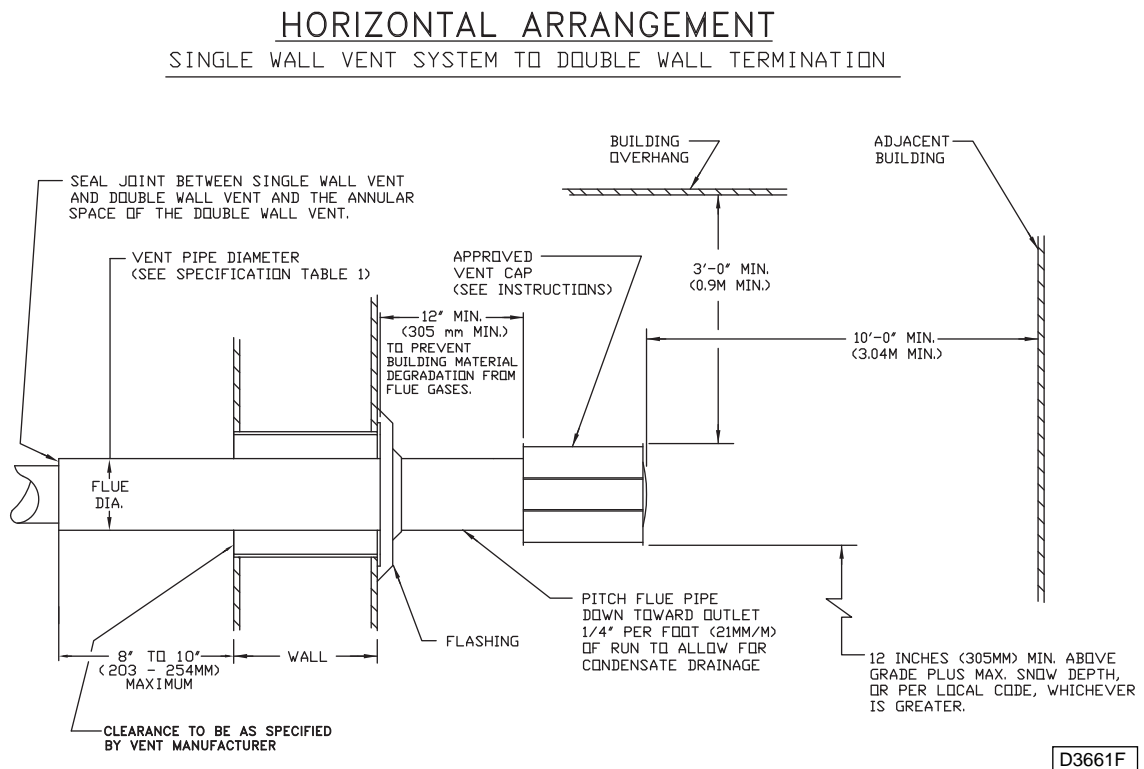 HORIZONTAL ARRANGEMENT
SINGLE WALL VENT SYSTEM TO DOUBLE WALL TERMINATION
BUILDING
OVERHANG
ADJACENT
BUILDING
SEAL JOINT BETWEEN SINGLE WALL VENT
AND DOUBLE WALL VENT AND THE ANNULAR
SPACE OF THE DOUBLE WALL VENT.
VENT PIPE DIAMETER
(SEE SPECIFICATION TABLE 1)
APPROVED
VENT CAP
(SEE INSTRUCTIONS)
3'-0" MIN.
(0.9M MIN.)
12" MIN.
(305 mm MIN.)
TO PREVENT
BUILDING MATERIAL
DEGRADATION FROM
FLUE GASES.
10'-0" MIN.
(3.04M MIN.)
FLUE
DIA.
PITCH FLUE PIPE
DOWN TOWARD OUTLET
1/4" PER FOOT (21MM/M)
OF RUN TO ALLOW FOR
CONDENSATE DRAINAGE
FLASHING
8" TO 10"
(203 - 254MM)
MAXIMUM
WALL
12 INCHES (305MM) MIN. ABOVE
GRADE PLUS MAX. SNOW DEPTH,
OR PER LOCAL CODE, WHICHEVER
IS GREATER.
CLEARANCE TO BE AS SPECIFIED
BY VENT MANUFACTURER
D3661F